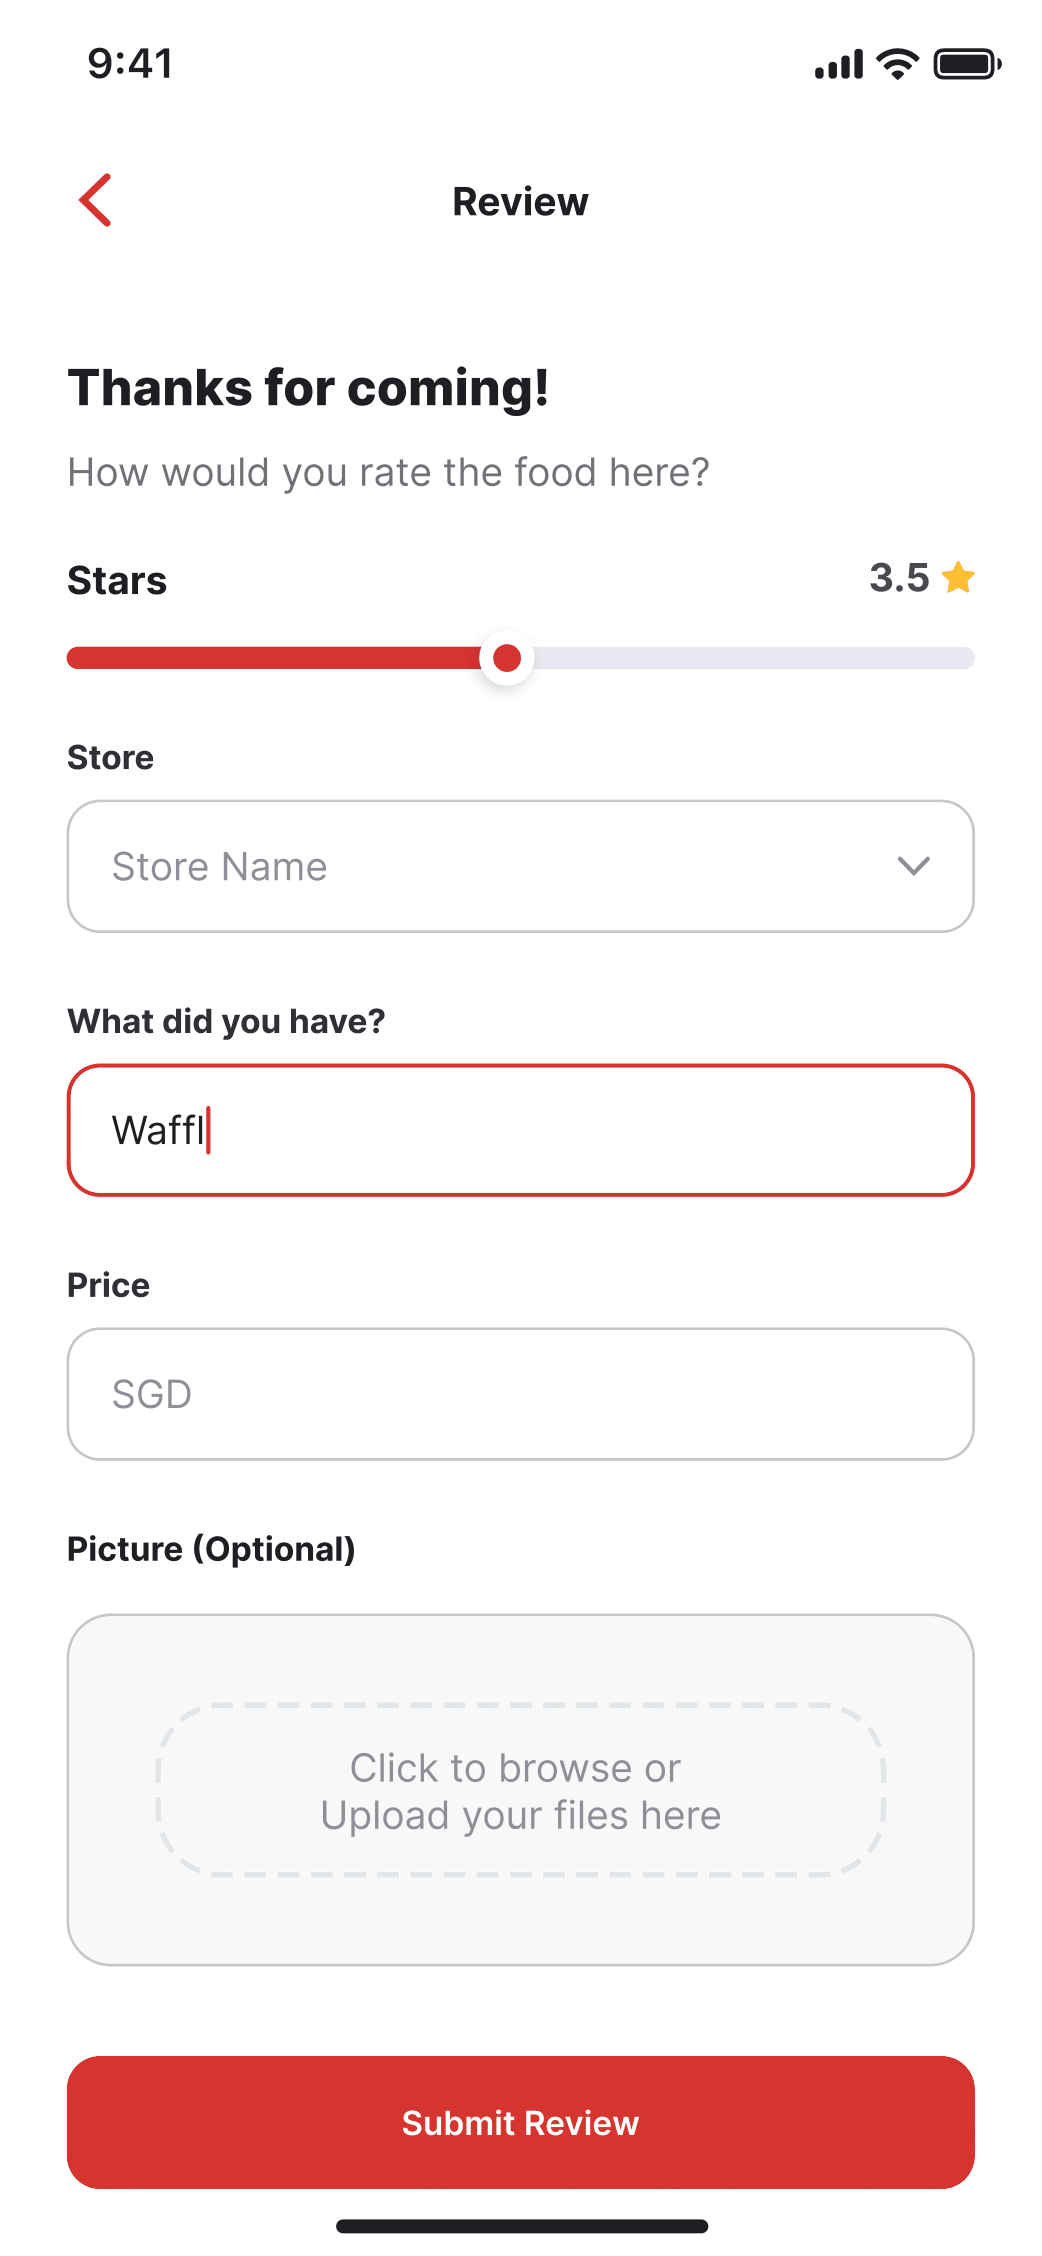 9:41
Review
Thanks for coming!
How would you rate the food here?
Stars
3.5
Store
Store Name
What did you have?
Waffl
Price
SGD
Picture (Optional)
Click to browse or
Upload your files here
Submit Review